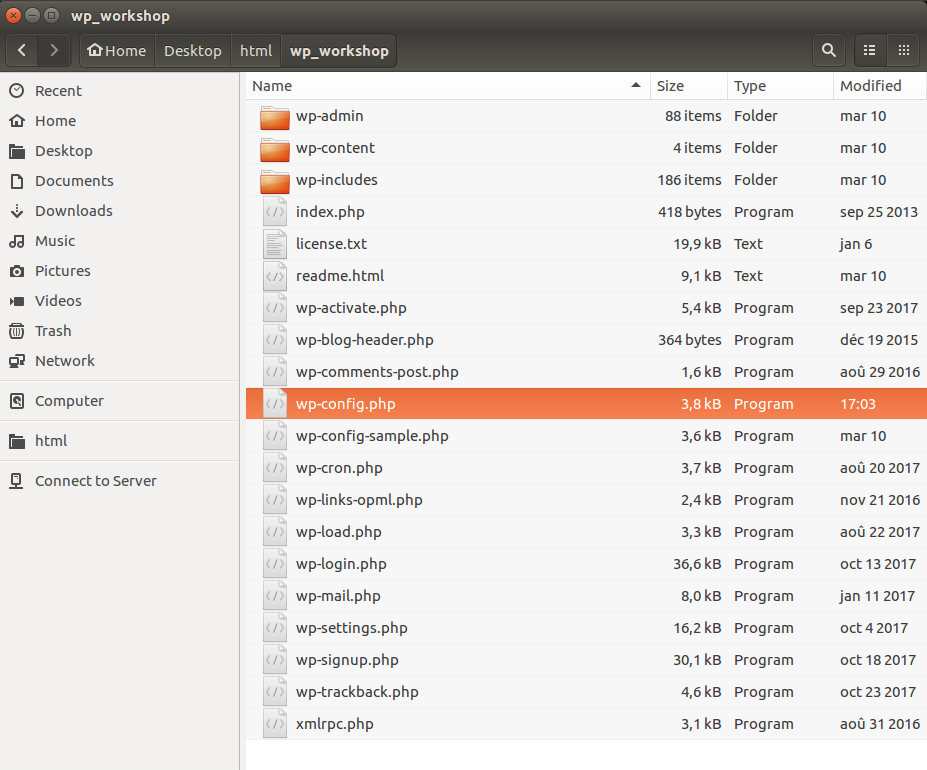 wp_workshop
Home Desktop html wp_workshop
Recent
Home
Desktop
Documents
Downloads
Music
Pictures
Videos
Trash
Network
Computer
html
Connect to Server
Name Size Type Modified
wp-admin 88 items Folder mar 10
wp-content 4 items Folder mar 10
wp-includes 186 items Folder mar 10
index.php 418 bytes Program sep 25 2013
license.txt 19,9 kB Text jan 6
readme.html 9,1 kB Text mar 10
wp-activate.php 5,4 kB Program sep 23 2017
wp-blog-header.php 364 bytes Program déc 19 2015
wp-comments-post.php 1,6 kB Program aoû 29 2016
wp-config.php 3,8 kB Program 17:03
wp-config-sample.php 3,6 kB Program mar 10
wp-cron.php 3,7 kB Program aoû 20 2017
wp-links-opml.php 2,4 kB Program nov 21 2016
wp-load.php 3,3 kB Program aoû 22 2017
wp-login.php 36,6 kB Program oct 13 2017
wp-mail.php 8,0 kB Program jan 11 2017
wp-settings.php 16,2 kB Program oct 4 2017
wp-signup.php 30,1 kB Program oct 18 2017
wp-trackback.php 4,6 kB Program oct 23 2017
xmlrpc.php 3,1 kB Program aoû 31 2016